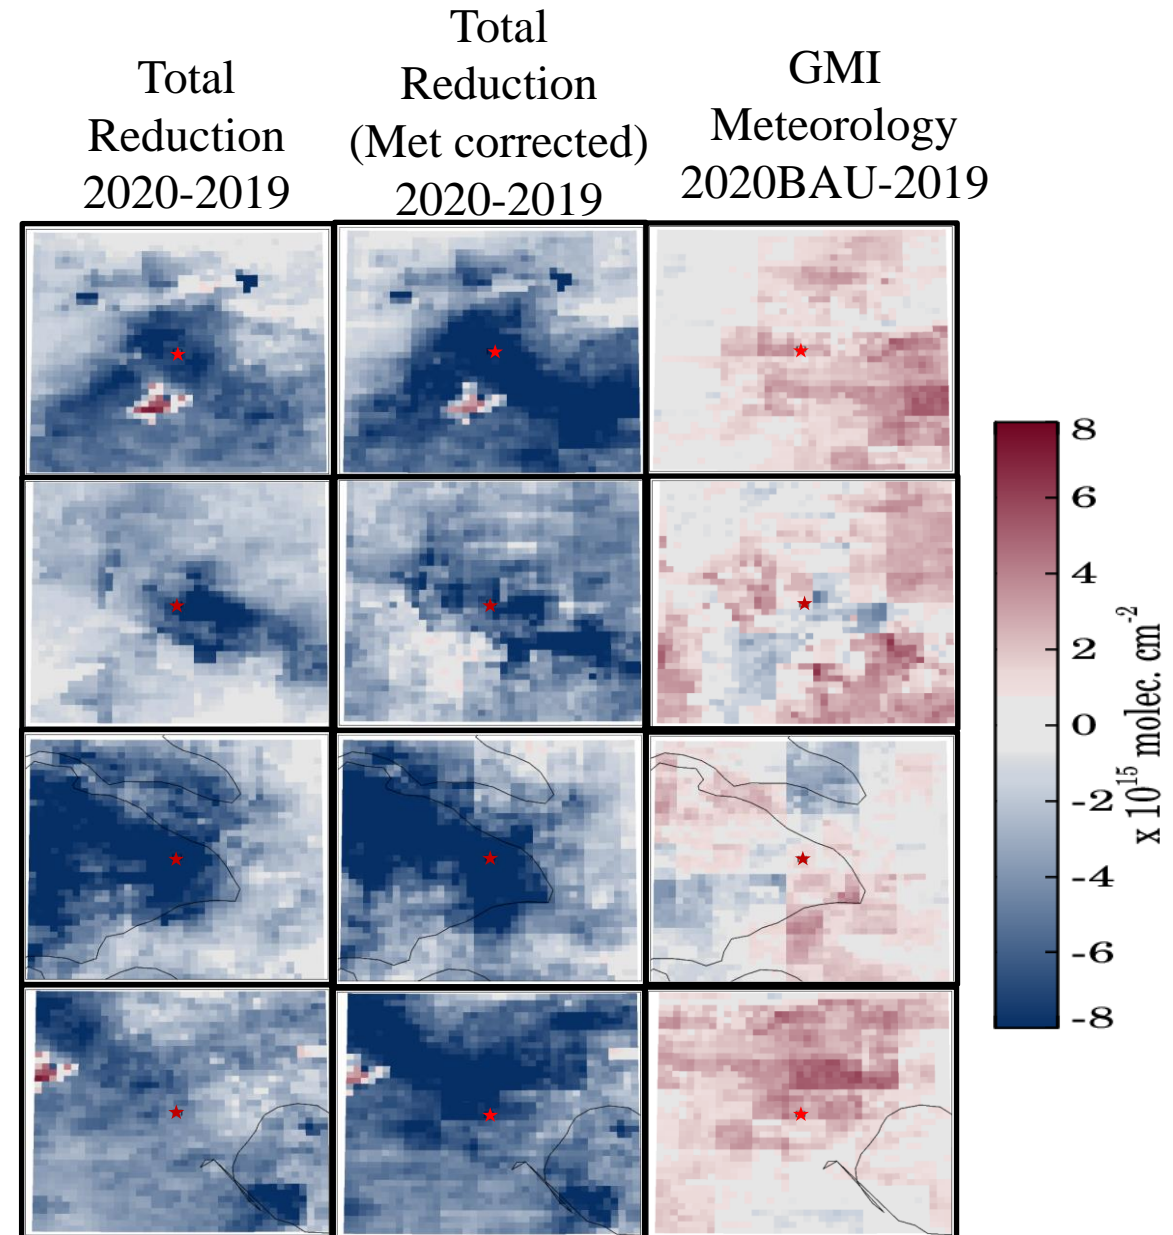 Total
Reduction
2020-2019
Total
Reduction
(Met corrected)
2020-2019
GMI
Meteorology
2020BAU-2019
8
6
4
2
0
-2
-4
-6
-8
x 10^15 molec. cm^-2